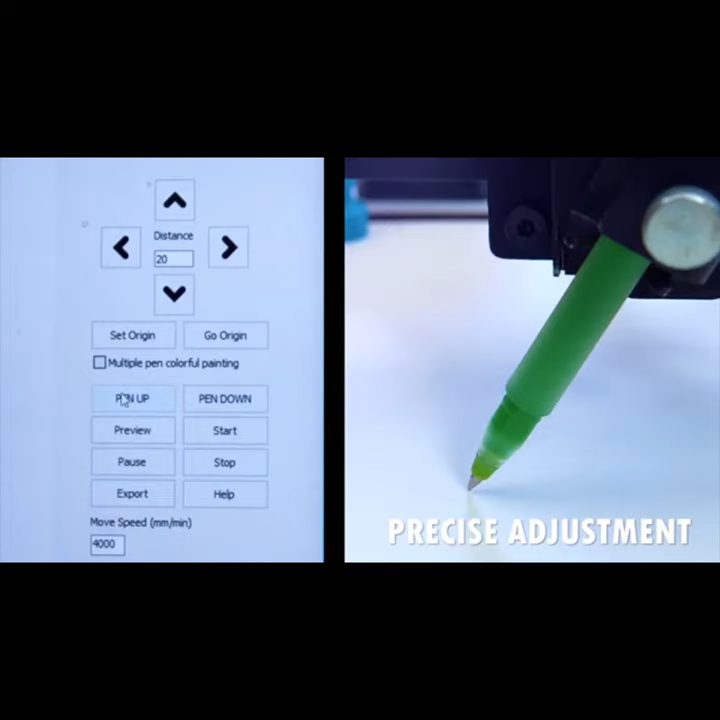 Distance
20
Set Origin Go Origin
Multiple pen colorful painting
PEN UP PEN DOWN
Preview Start
Pause Stop
Export Help
Move Speed (mm/min)
4000
PRECISE ADJUSTMENT